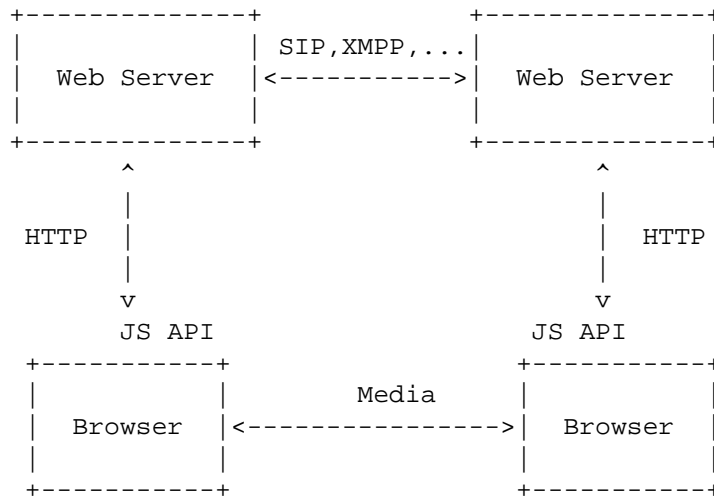 SIP,XMPP,...
Web Server Web Server
HTTP HTTP
JS API JS API
Media
Browser Browser